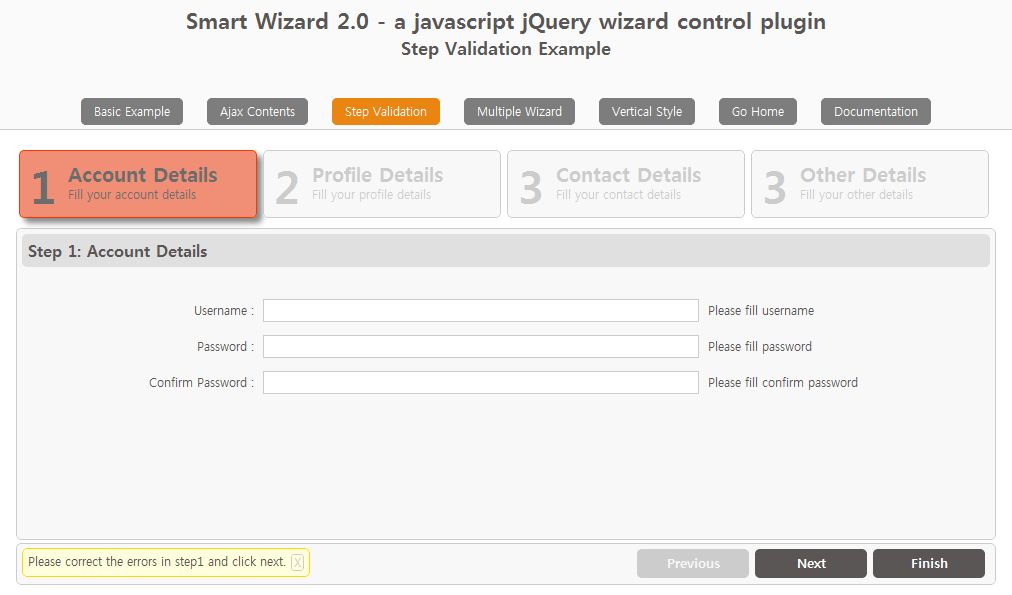 Smart Wizard 2.0 - a javascript jQuery wizard control plugin
Step Validation Example
Basic Example Ajax Contents Step Validation Multiple Wizard Vertical Style Go Home Documentation
1 Account Details 2 Profile Details 3 Contact Details 3 Other Details
Fill your account details Fill your profile details Fill your contact details Fill your other details
Step 1: Account Details
Username : Please fill username
Password : Please fill password
Confirm Password : Please fill confirm password
Please correct the errors in step1 and click next. X Previous Next Finish